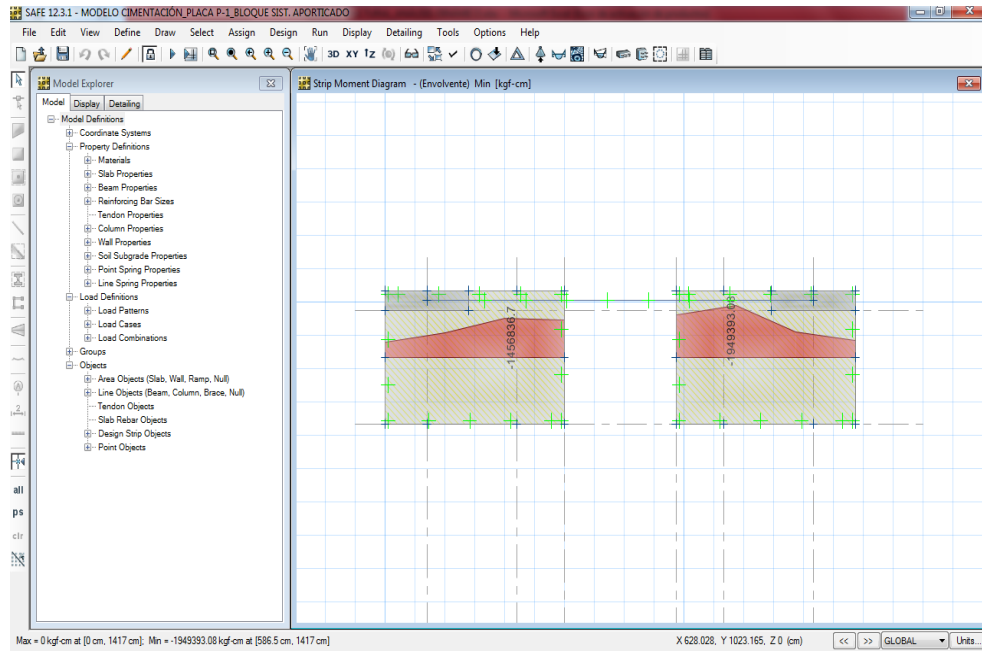 SAFE 12.3.1 - MODELO CIMENTACIÓN_PLACA P-1_BLOQUE SIST. APORTICADO
File Edit View Define Draw Select Assign Design Run Display Detailing Tools Options Help
3D XY
Model Explorer
Model Display Detailing
Model Definitions
Coordinate Systems
Property Definitions
Materials
Slab Properties
Beam Properties
Reinforcing Bar Sizes
Tendon Properties
Column Properties
Wall Properties
Soil Subgrade Properties
Point Spring Properties
Line Spring Properties
Load Definitions
Load Patterns
Load Cases
Load Combinations
Groups
Objects
Area Objects (Slab, Wall, Ramp, Null)
Line Objects (Beam, Column, Brace, Null)
Tendon Objects
Slab Rebar Objects
Design Strip Objects
Point Objects
all
ps
clr
Strip Moment Diagram - (Envolvente) Min [kgf-cm]
-1456836.7
-1949393.08
Max = 0 kgf-cm at [0 cm, 1417 cm]; Min = -1949393.08 kgf-cm at [586.5 cm, 1417 cm]
X 628.028, Y 1023.165, Z 0 (cm)
<< >> GLOBAL Units...